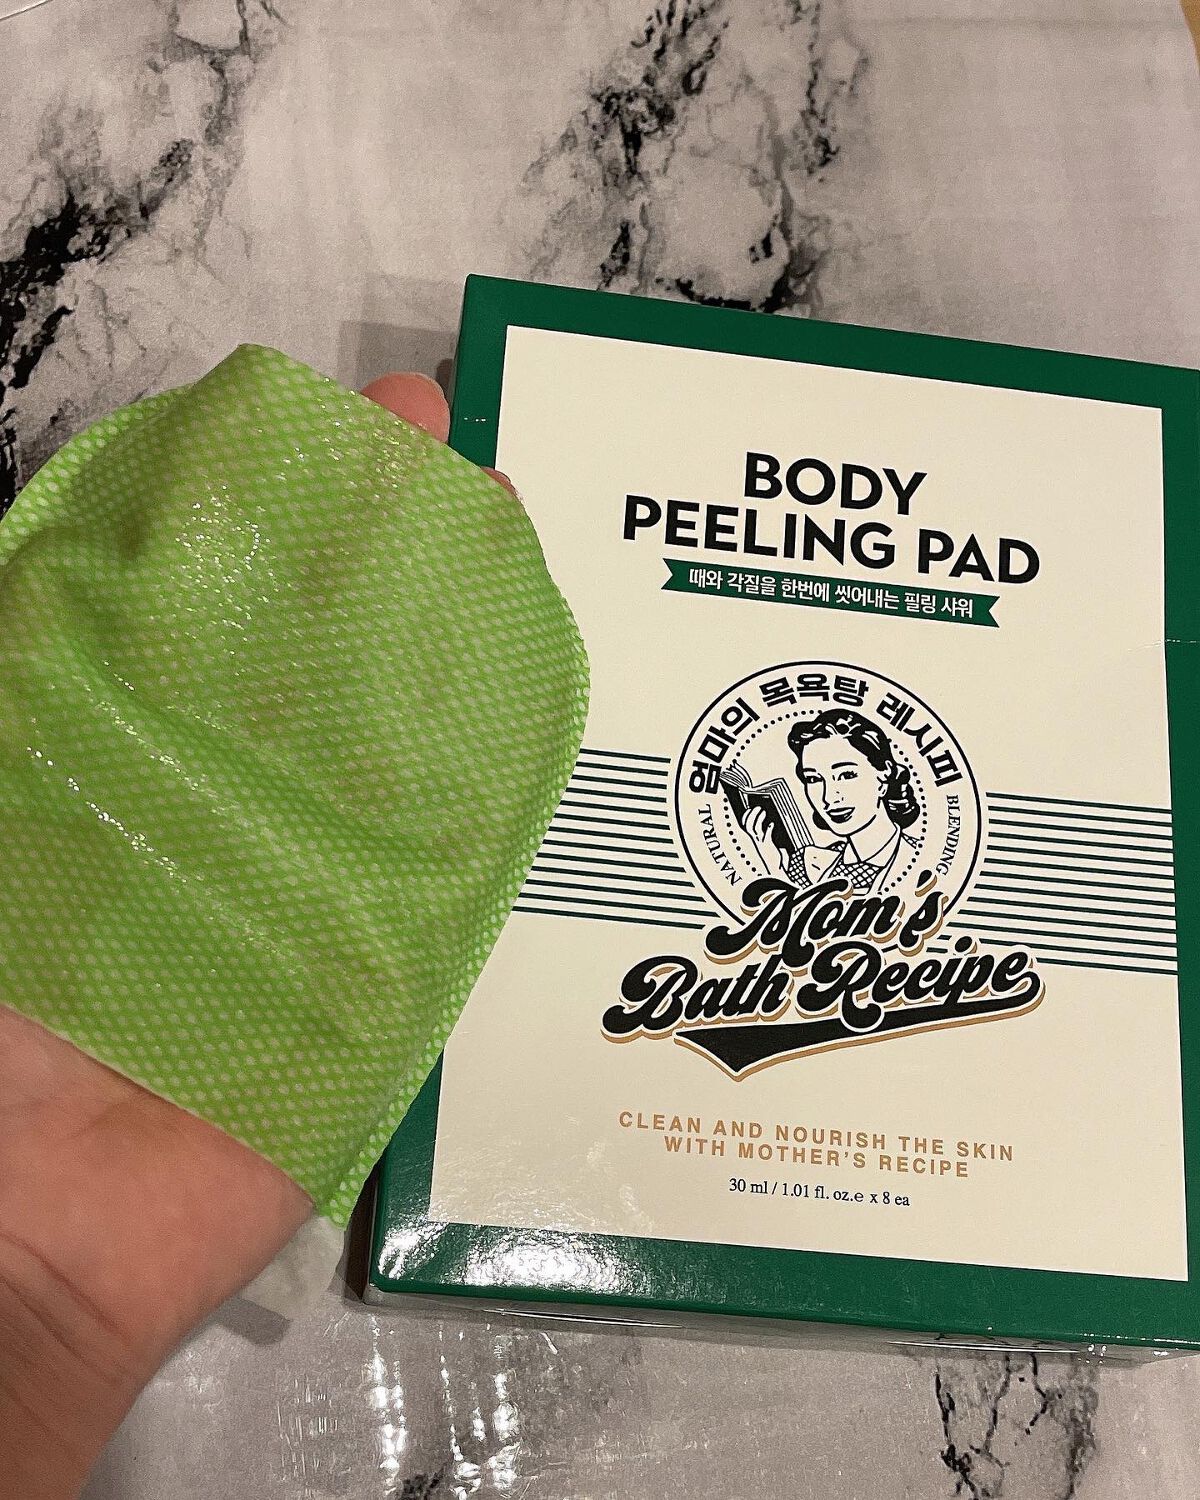 BODY
PEELING PAD
때와 각질을 한번에 씻어내는 필링 샤워
엄마의 목욕탕 레시피
NATURAL
BLENDING
Mom's
Bath Recipe
CLEAN AND NOURISH THE SKIN
WITH MOTHER'S RECIPE
30 ml / 1.01 fl. oz.e x 8 ea